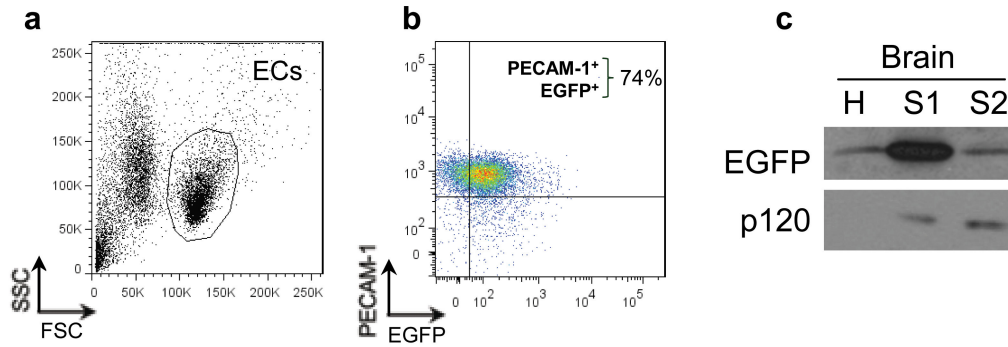 a
250K
200K
150K
100K
50K
0
0 50K 100K 150K 200K 250K
ECs
SSC
FSC
b
10^5
10^4
10^3
10^2
0
0 10^2 10^3 10^4 10^5
PECAM-1+
EGFP+
74%
PECAM-1
EGFP
c
Brain
H S1 S2
EGFP
p120